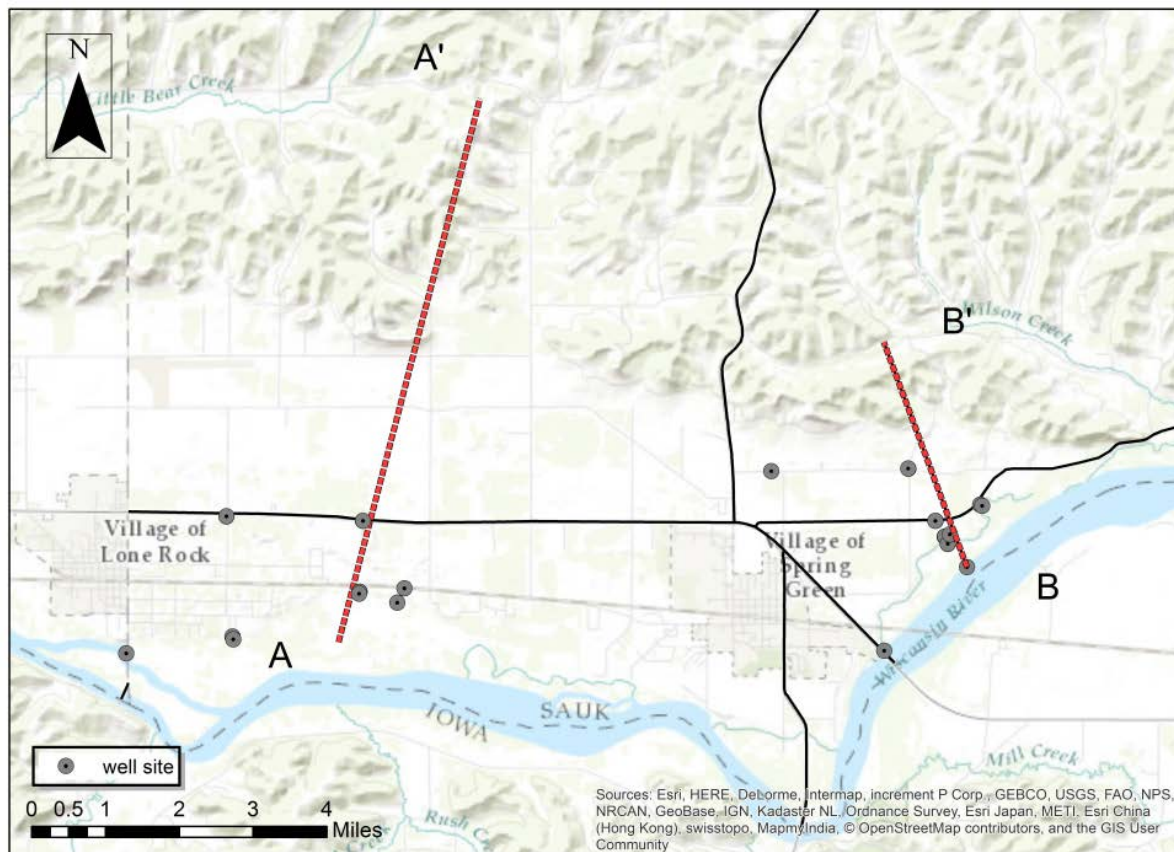 A'
N
Little Bear Creek
B'
Wilson Creek
Village of
Lone Rock
Village of
Spring
Green
B
A
Wisconsin River
SAUK
IOWA
Mill Creek
well site
Rush
0 0.5 1 2 3 4
Miles
Sources: Esri, HERE, DeLorme, Intermap, increment P Corp., GEBCO, USGS, FAO, NPS,
NRCAN, GeoBase, IGN, Kadaster NL, Ordnance Survey, Esri Japan, METI, Esri China
(Hong Kong), swisstopo, MapmyIndia, © OpenStreetMap contributors, and the GIS User
Community